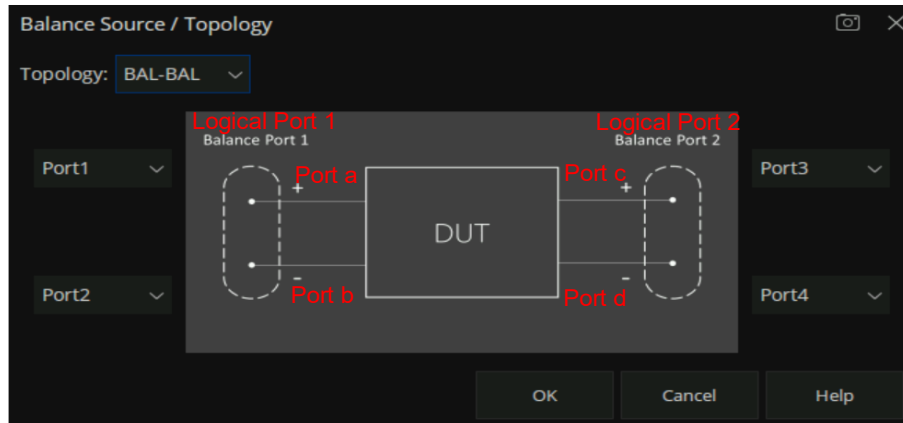 Balance Source / Topology
Topology: BAL-BAL
Logical Port 1
Logical Port 2
Balance Port 1
Balance Port 2
Port1
Port a
+
Port c
+
Port3
DUT
Port2
-
Port b
-
Port d
Port4
OK
Cancel
Help